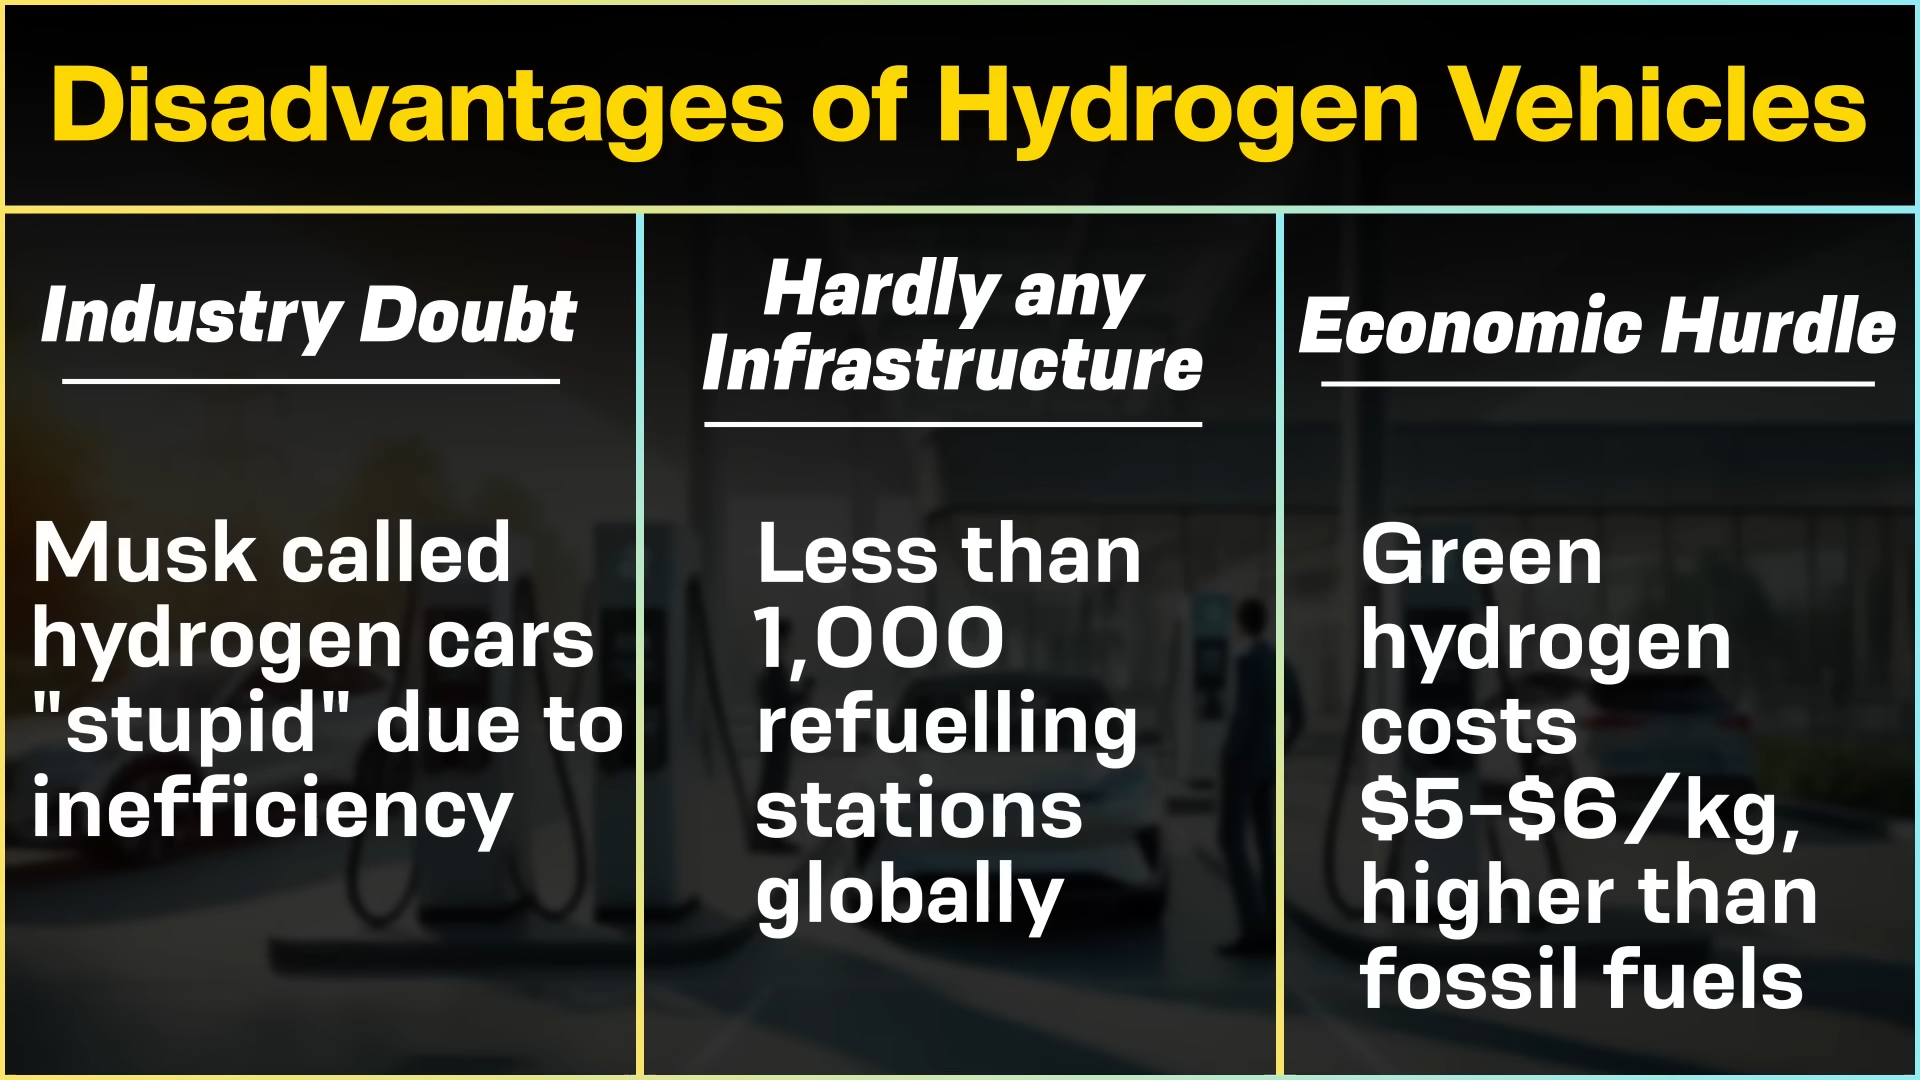 Disadvantages of Hydrogen Vehicles
Industry Doubt
Musk called
hydrogen cars
"stupid" due to
inefficiency
Hardly any
Infrastructure
Less than
1,000
refuelling
stations
globally
Economic Hurdle
Green
hydrogen
costs
$5-$6/kg,
higher than
fossil fuels